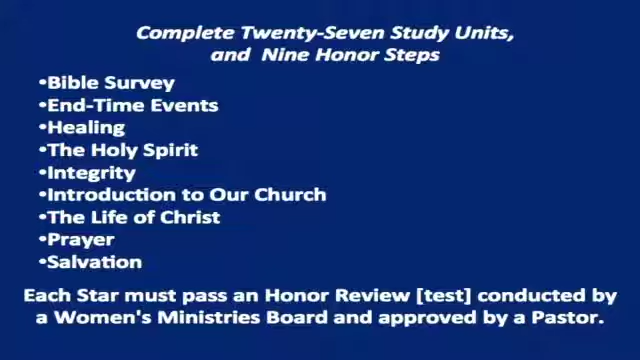 Complete Twenty-Seven Study Units,
and Nine Honor Steps
•Bible Survey
•End-Time Events
•Healing
•The Holy Spirit
•Integrity
•Introduction to Our Church
•The Life of Christ
•Prayer
•Salvation
Each Star must pass an Honor Review [test] conducted by
a Women's Ministries Board and approved by a Pastor.